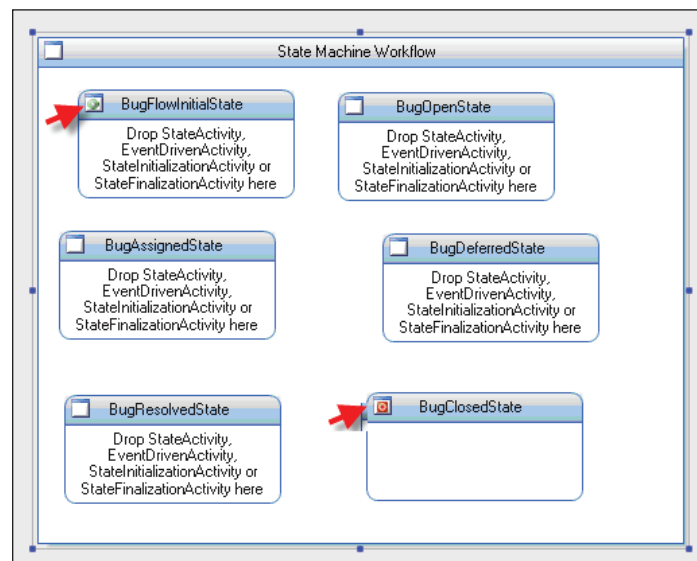 State Machine Workflow
BugFlowInitialState
Drop StateActivity,
EventDrivenActivity,
StateInitializationActivity or
StateFinalizationActivity here
BugOpenState
Drop StateActivity,
EventDrivenActivity,
StateInitializationActivity or
StateFinalizationActivity here
BugAssignedState
Drop StateActivity,
EventDrivenActivity,
StateInitializationActivity or
StateFinalizationActivity here
BugDeferredState
Drop StateActivity,
EventDrivenActivity,
StateInitializationActivity or
StateFinalizationActivity here
BugResolvedState
Drop StateActivity,
EventDrivenActivity,
StateInitializationActivity or
StateFinalizationActivity here
BugClosedState